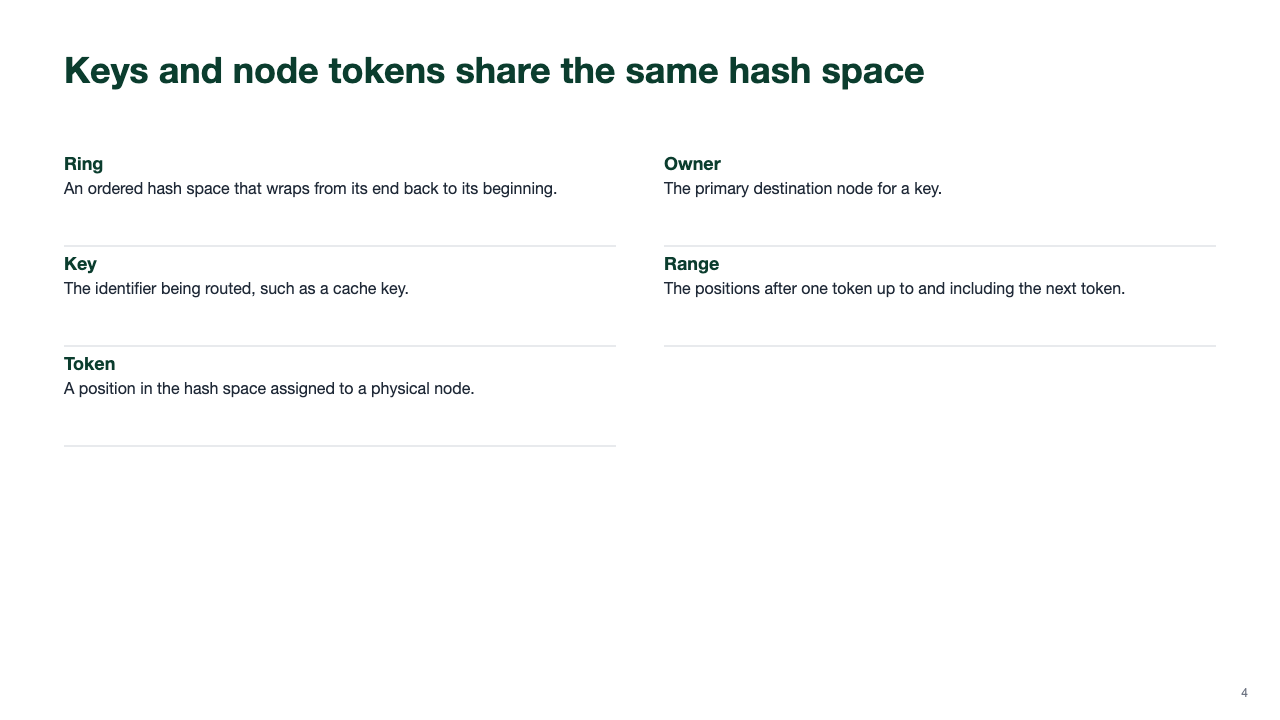 Keys and node tokens share the same hash space
Ring
An ordered hash space that wraps from its end back to its beginning.
Key
The identifier being routed, such as a cache key.
Token
A position in the hash space assigned to a physical node.
Owner
The primary destination node for a key.
Range
The positions after one token up to and including the next token.
4